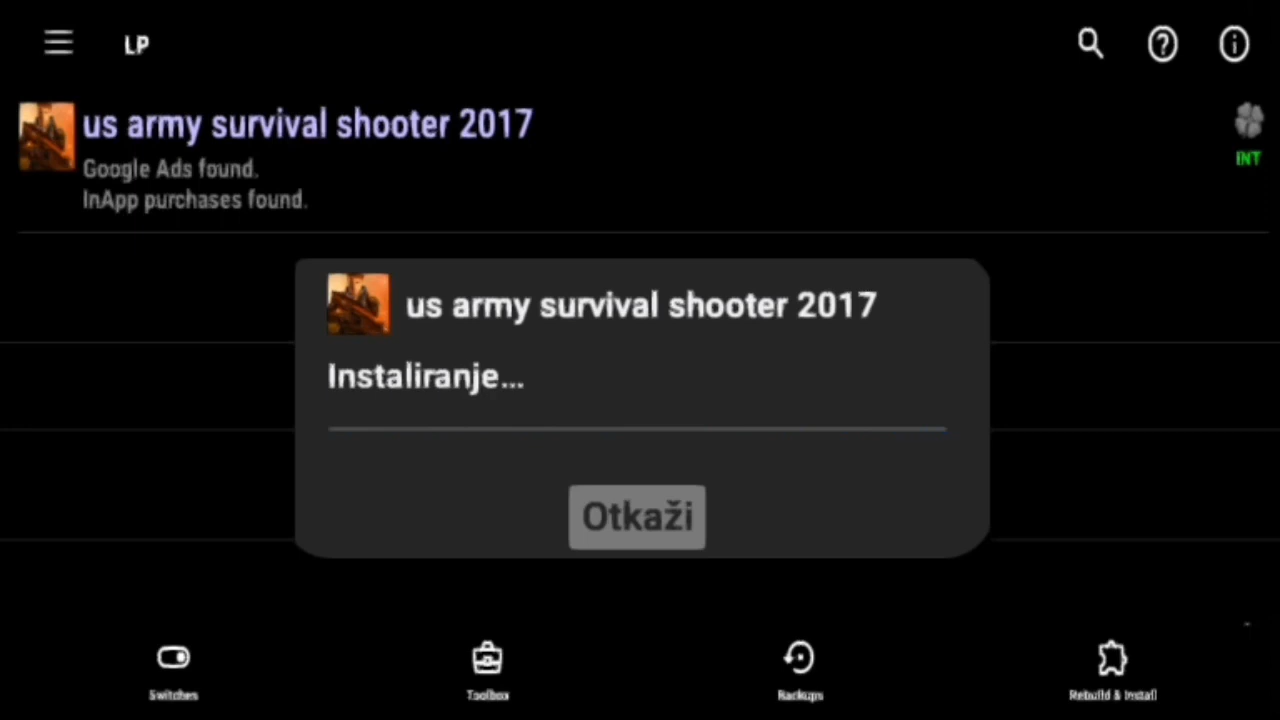 LP
us army survival shooter 2017
Google Ads found.
InApp purchases found.
INT
us army survival shooter 2017
Instaliranje...
Otkaži
Switches
Toolbox
Backups
Rebuild & Install